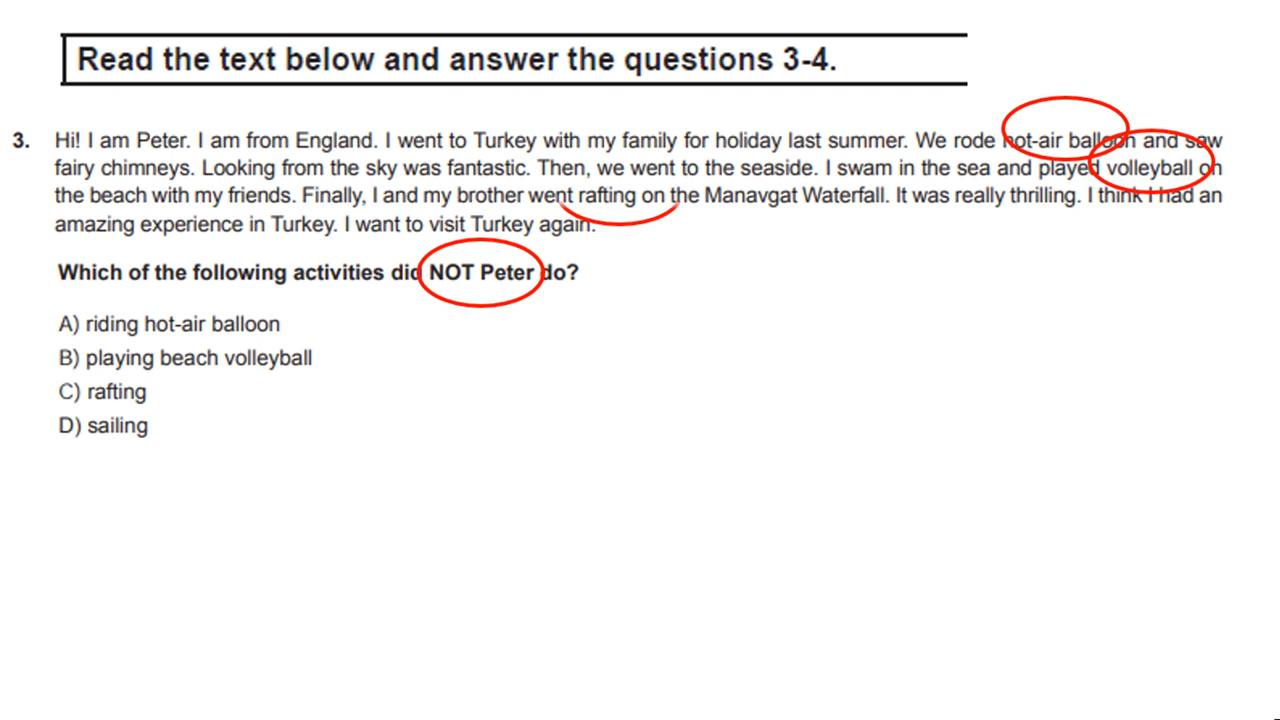 Read the text below and answer the questions 3-4.
3. Hi! I am Peter. I am from England. I went to Turkey with my family for holiday last summer. We rode hot-air balloon and saw
fairy chimneys. Looking from the sky was fantastic. Then, we went to the seaside. I swam in the sea and played volleyball on
the beach with my friends. Finally, I and my brother went rafting on the Manavgat Waterfall. It was really thrilling. I think I had an
amazing experience in Turkey. I want to visit Turkey again.
Which of the following activities did NOT Peter do?
A) riding hot-air balloon
B) playing beach volleyball
C) rafting
D) sailing